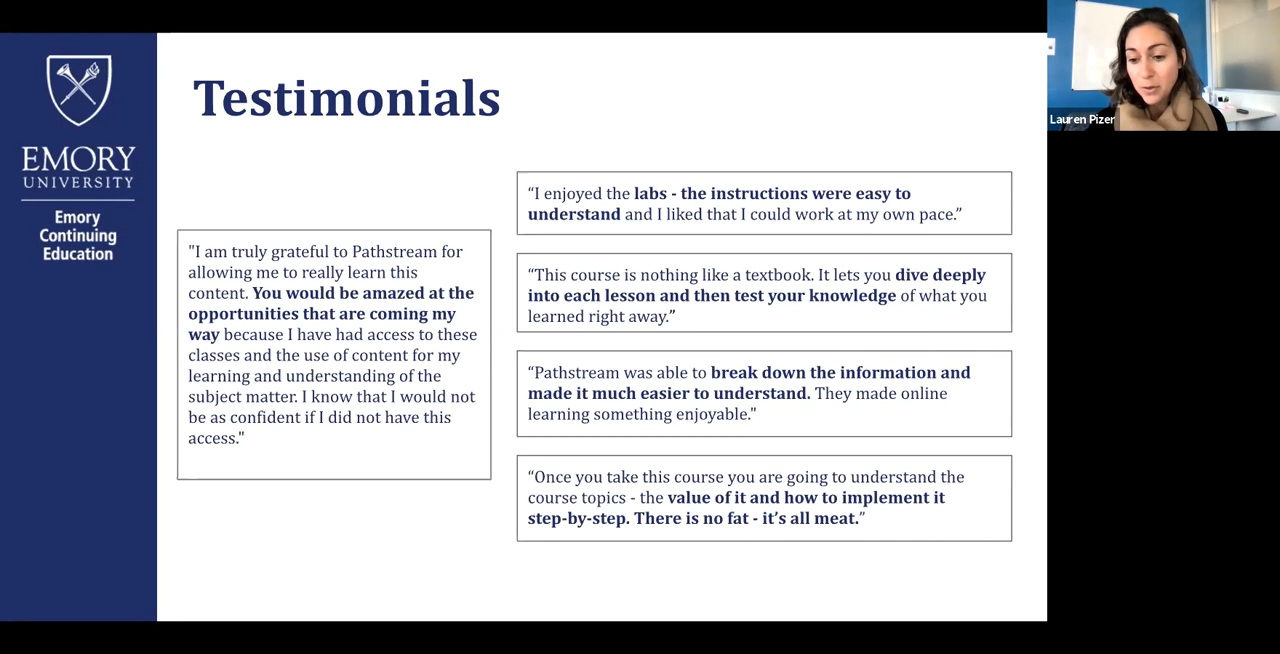 EMORY
UNIVERSITY
Emory
Continuing
Education
Testimonials
"I am truly grateful to Pathstream for
allowing me to really learn this
content. You would be amazed at the
opportunities that are coming my
way because I have had access to these
classes and the use of content for my
learning and understanding of the
subject matter. I know that I would not
be as confident if I did not have this
access."
“I enjoyed the labs - the instructions were easy to
understand and I liked that I could work at my own pace.”
“This course is nothing like a textbook. It lets you dive deeply
into each lesson and then test your knowledge of what you
learned right away.”
“Pathstream was able to break down the information and
made it much easier to understand. They made online
learning something enjoyable."
“Once you take this course you are going to understand the
course topics - the value of it and how to implement it
step-by-step. There is no fat - it’s all meat.”
Lauren Pizer